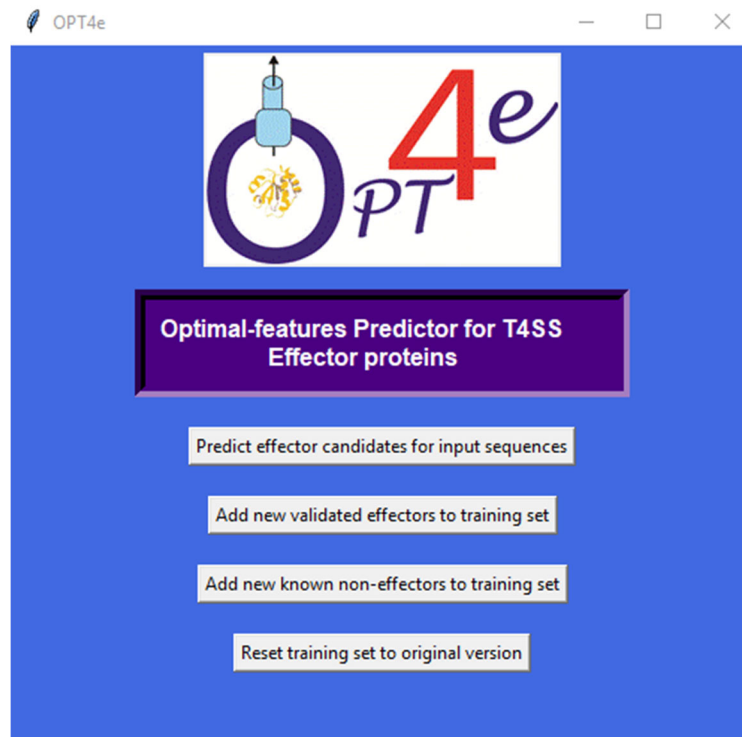 OPT4e
OPT4e
Optimal-features Predictor for T4SS
Effector proteins
Predict effector candidates for input sequences
Add new validated effectors to training set
Add new known non-effectors to training set
Reset training set to original version